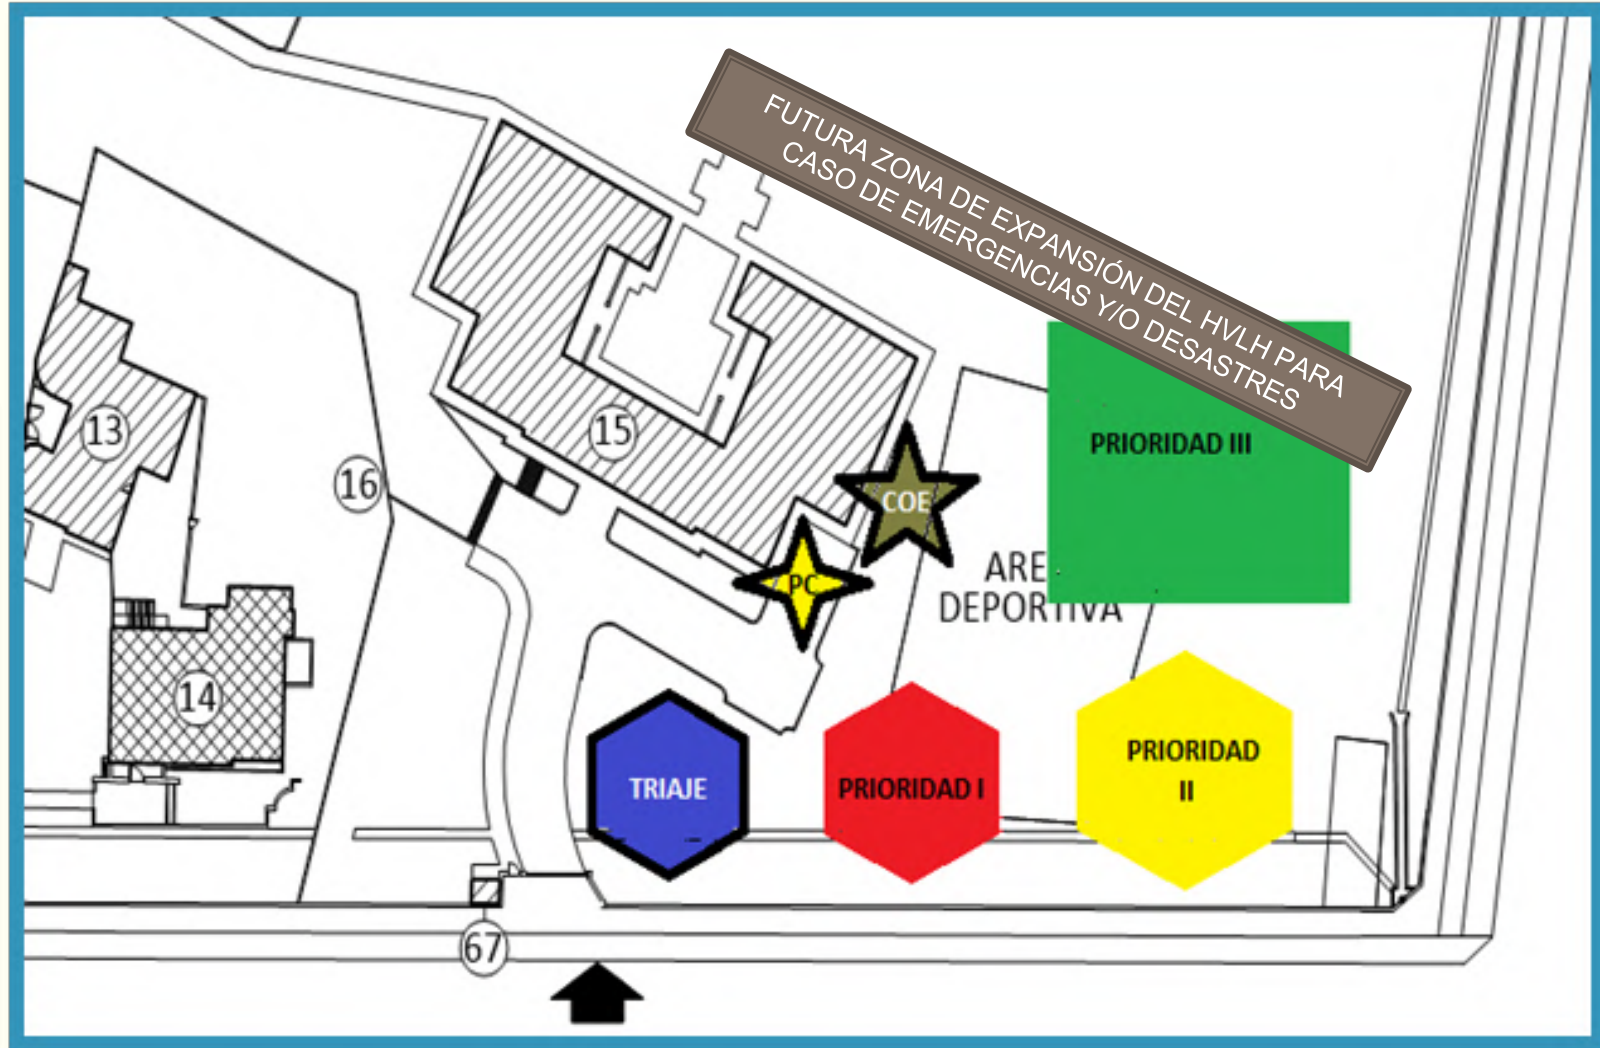 FUTURA ZONA DE EXPANSIÓN DEL HVLH PARA
CASO DE EMERGENCIAS Y/O DESASTRES
13
15
16
PRIORIDAD III
COE
ARE
DEPORTIVA
PC
14
TRIAJE
PRIORIDAD I
PRIORIDAD
II
67